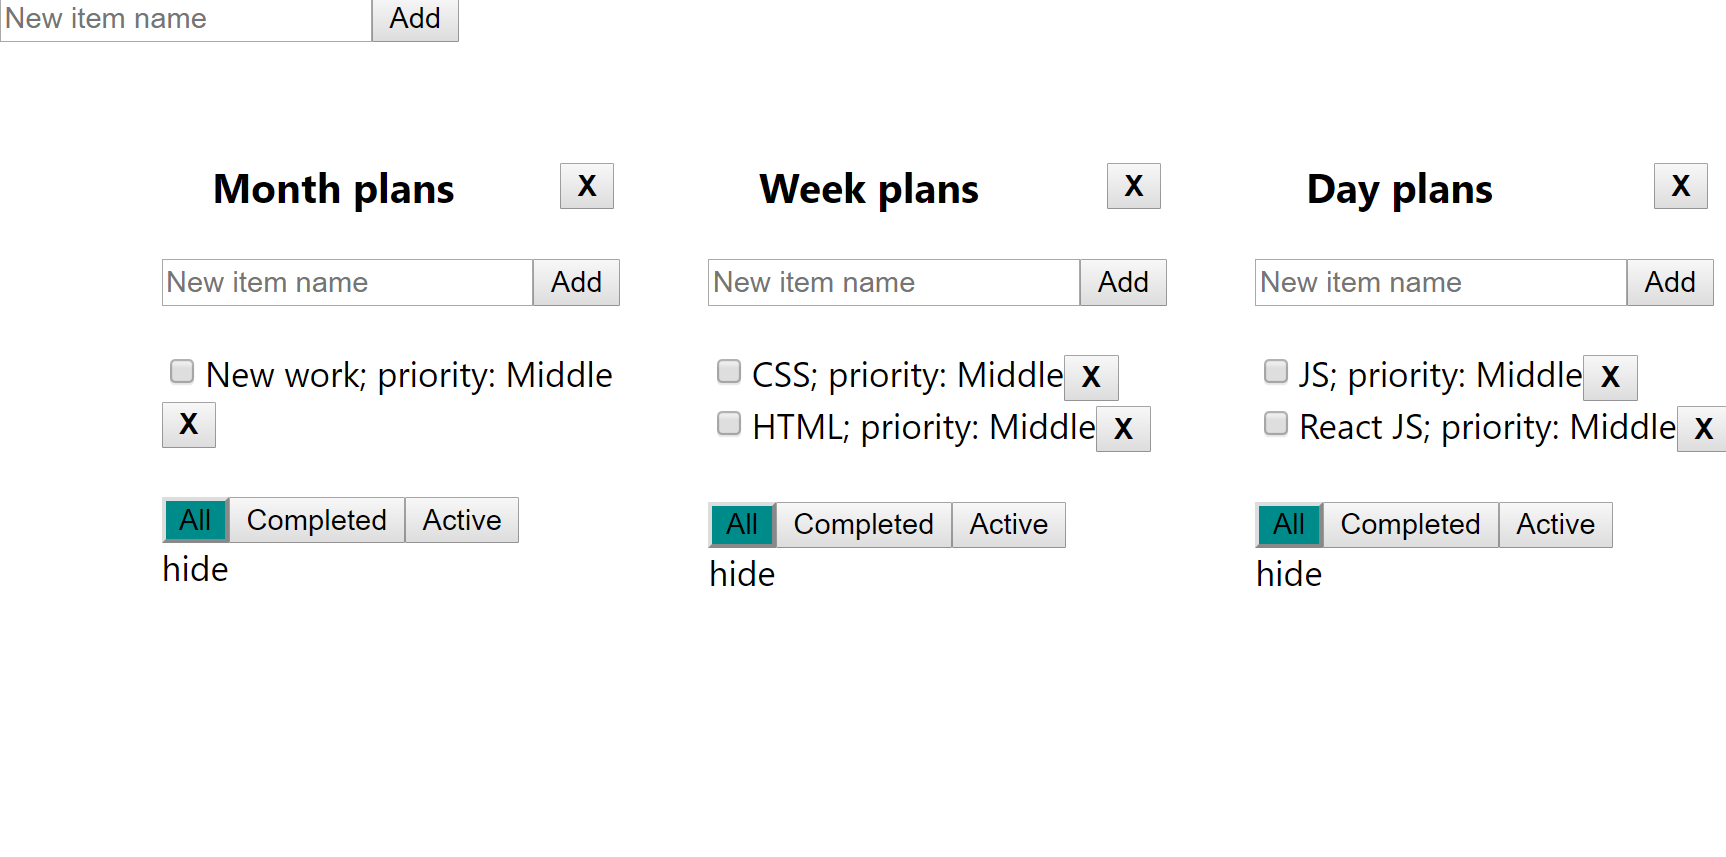 New item name Add
Month plans X
New item name Add
New work; priority: Middle
X
All Completed Active
hide
Week plans X
New item name Add
CSS; priority: Middle X
HTML; priority: Middle X
All Completed Active
hide
Day plans X
New item name Add
JS; priority: Middle X
React JS; priority: Middle X
All Completed Active
hide